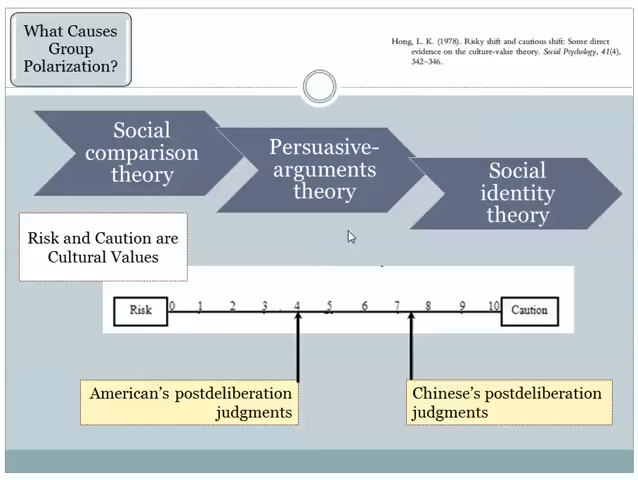 What Causes
Group
Polarization?
Hong, L. K. (1978). Risky shift and cautious shift: Some direct
evidence on the culture-value theory. Social Psychology, 41(4),
342–346.
Social
comparison
theory
Persuasive-
arguments
theory
Social
identity
theory
Risk and Caution are
Cultural Values
Risk 0 1 2 3 4 5 6 7 8 9 10 Caution
American's postdeliberation
judgments
Chinese's postdeliberation
judgments